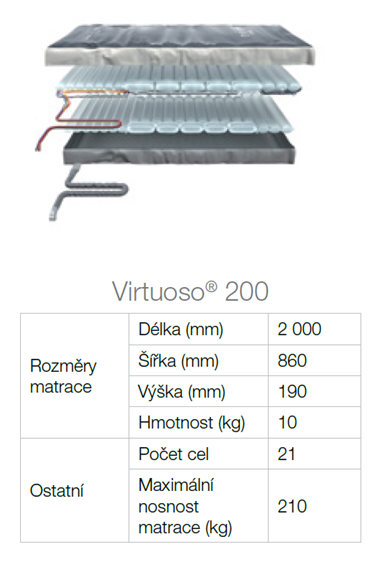 Virtuoso® 200
Délka (mm) 2 000
Šířka (mm) 860
Rozměry
matrace
Výška (mm) 190
Hmotnost (kg) 10
Počet cel 21
Ostatní
Maximální
nosnost
matrace (kg)
210